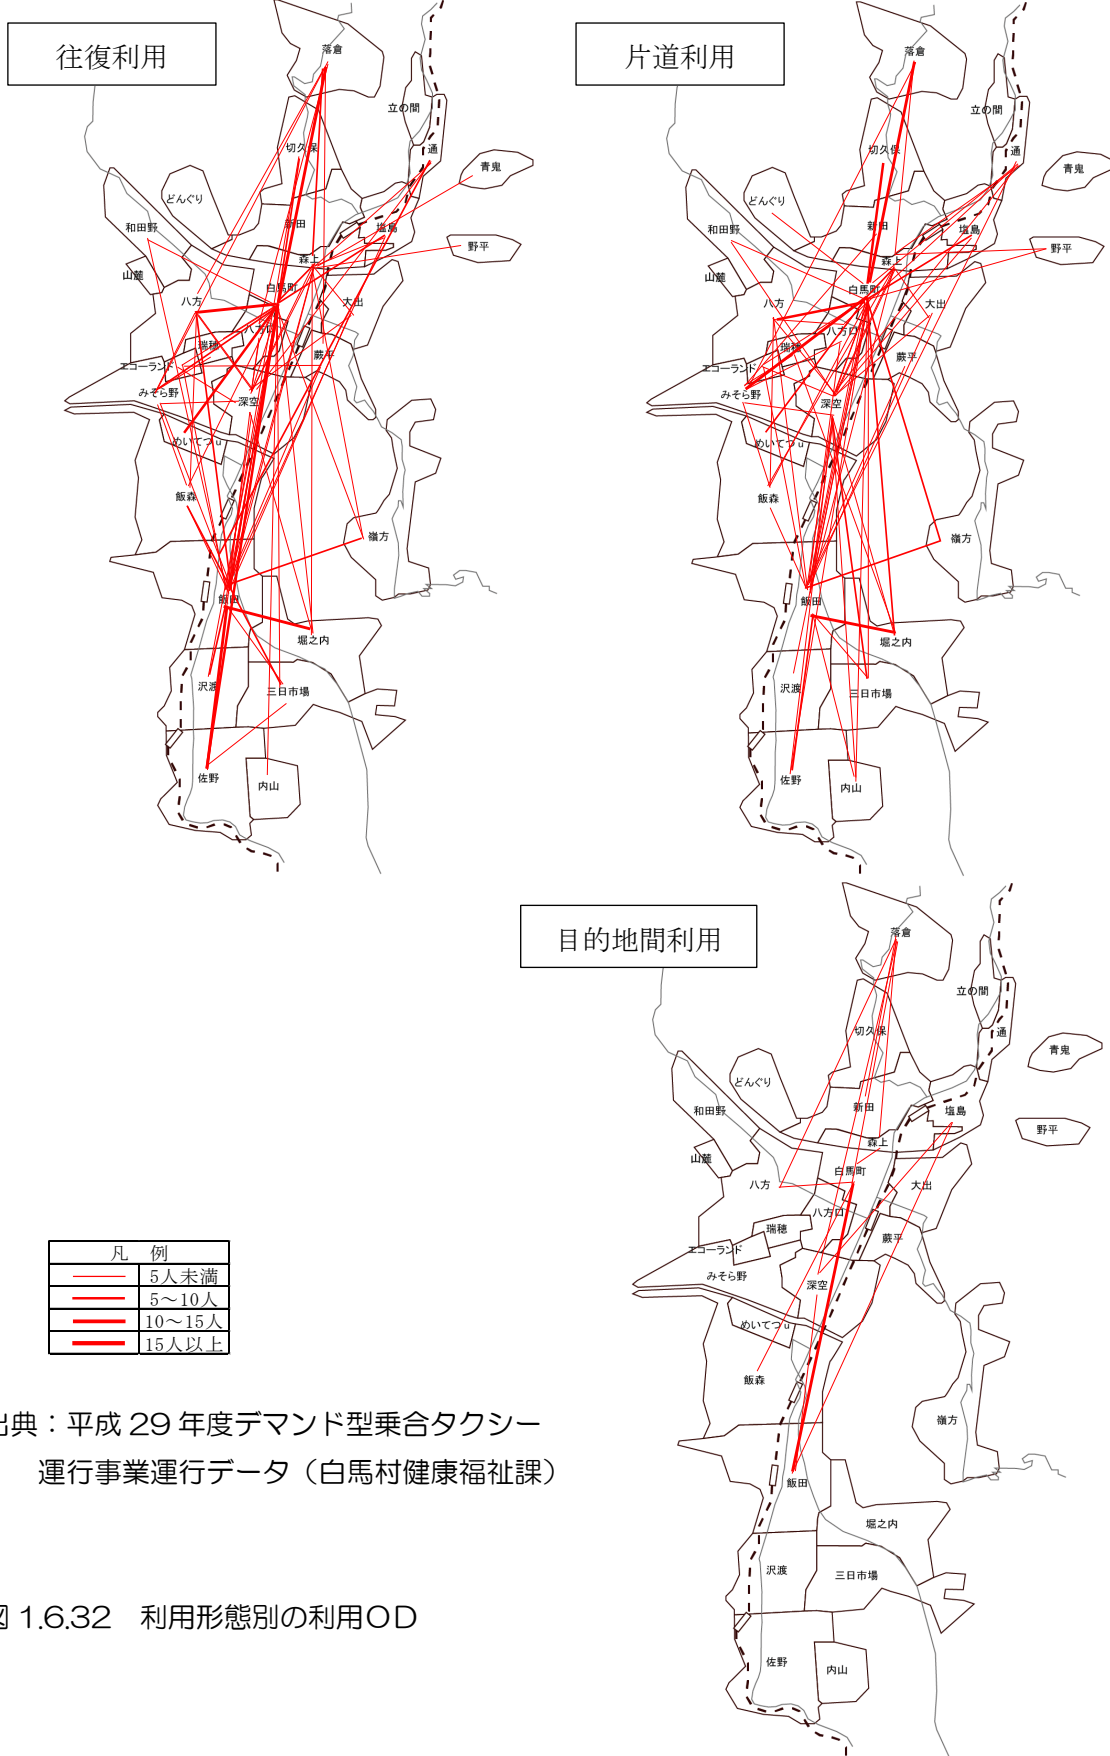 往復利用
落倉
立の間
切久保
通
青鬼
どんぐり
和田野
新田
塩島
野平
森上
山麓
白馬町
八方
大出
八方口
瑞穂
蕨平
エコーランド
みそら野
深空
めいてつu
飯森
嶺方
飯田
堀之内
沢渡
三日市場
佐野
内山
片道利用
落倉
立の間
切久保
通
青鬼
どんぐり
和田野
新田
塩島
野平
森上
山麓
白馬町
八方
大出
八方口
瑞穂
蕨平
エコーランド
みそら野
深空
めいてつu
飯森
嶺方
飯田
堀之内
沢渡
三日市場
佐野
内山
目的地間利用
落倉
立の間
切久保
通
青鬼
どんぐり
和田野
新田
塩島
野平
森上
山麓
白馬町
八方
大出
八方口
瑞穂
蕨平
エコーランド
みそら野
深空
めいてつu
飯森
嶺方
飯田
堀之内
沢渡
三日市場
佐野
内山
凡 例
5人未満
5～10人
10～15人
15人以上
出典：平成 29 年度デマンド型乗合タクシー
運行事業運行データ（白馬村健康福祉課）
図 1.6.32 利用形態別の利用OD